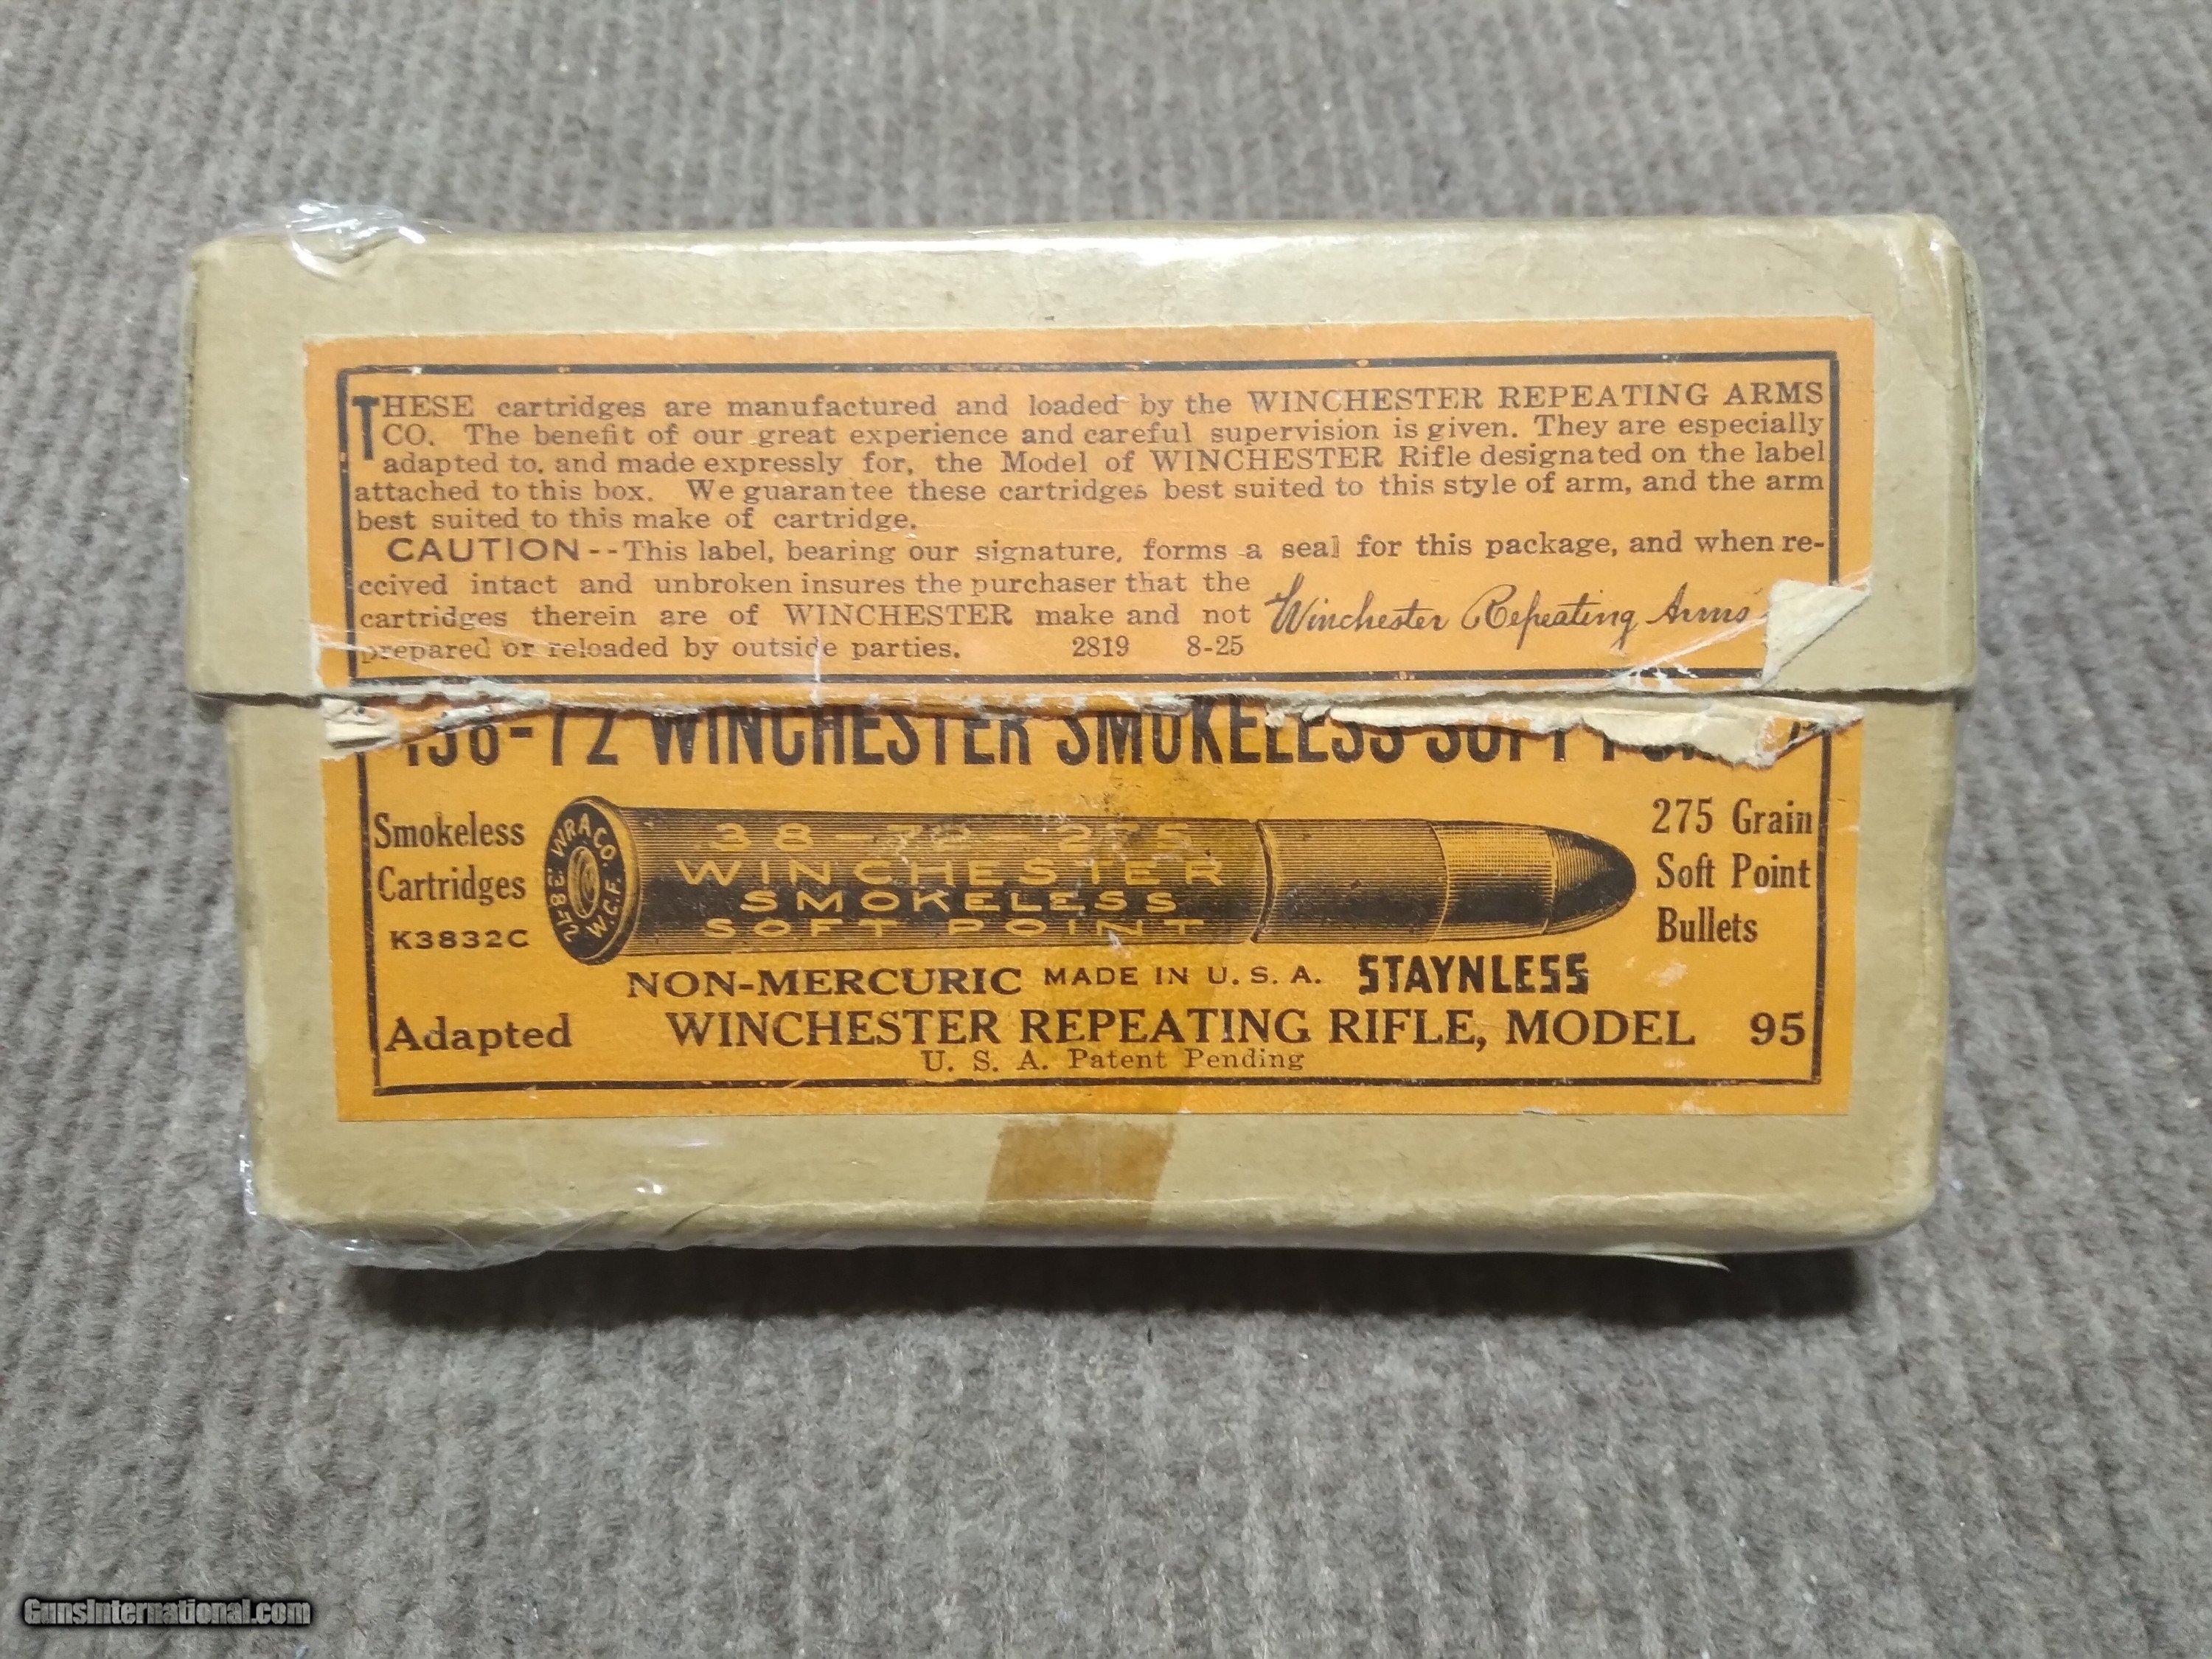 THESE cartridges are manufactured and loaded by the WINCHESTER REPEATING ARMS
CO. The benefit of our great experience and careful supervision is given. They are especially
adapted to, and made expressly for, the Model of WINCHESTER Rifle designated on the label
attached to this box. We guarantee these cartridges best suited to this style of arm, and the arm
best suited to this make of cartridge.
CAUTION--This label, bearing our signature, forms a seal for this package, and when re-
ceived intact and unbroken insures the purchaser that the
cartridges therein are of WINCHESTER make and not
prepared or reloaded by outside parties. 2819 8-25
Winchester Repeating Arms
-72 WINCHESTER SMOKELESS SOFT
Smokeless
Cartridges
K3832C
W.R.A.CO.
38-72
W.C.F.
38-72-275
WINCHESTER
SMOKELESS
SOFT POINT
275 Grain
Soft Point
Bullets
NON-MERCURIC MADE IN U.S.A. STAYNLESS
Adapted WINCHESTER REPEATING RIFLE, MODEL 95
U. S. A. Patent Pending
GunsInternational.com